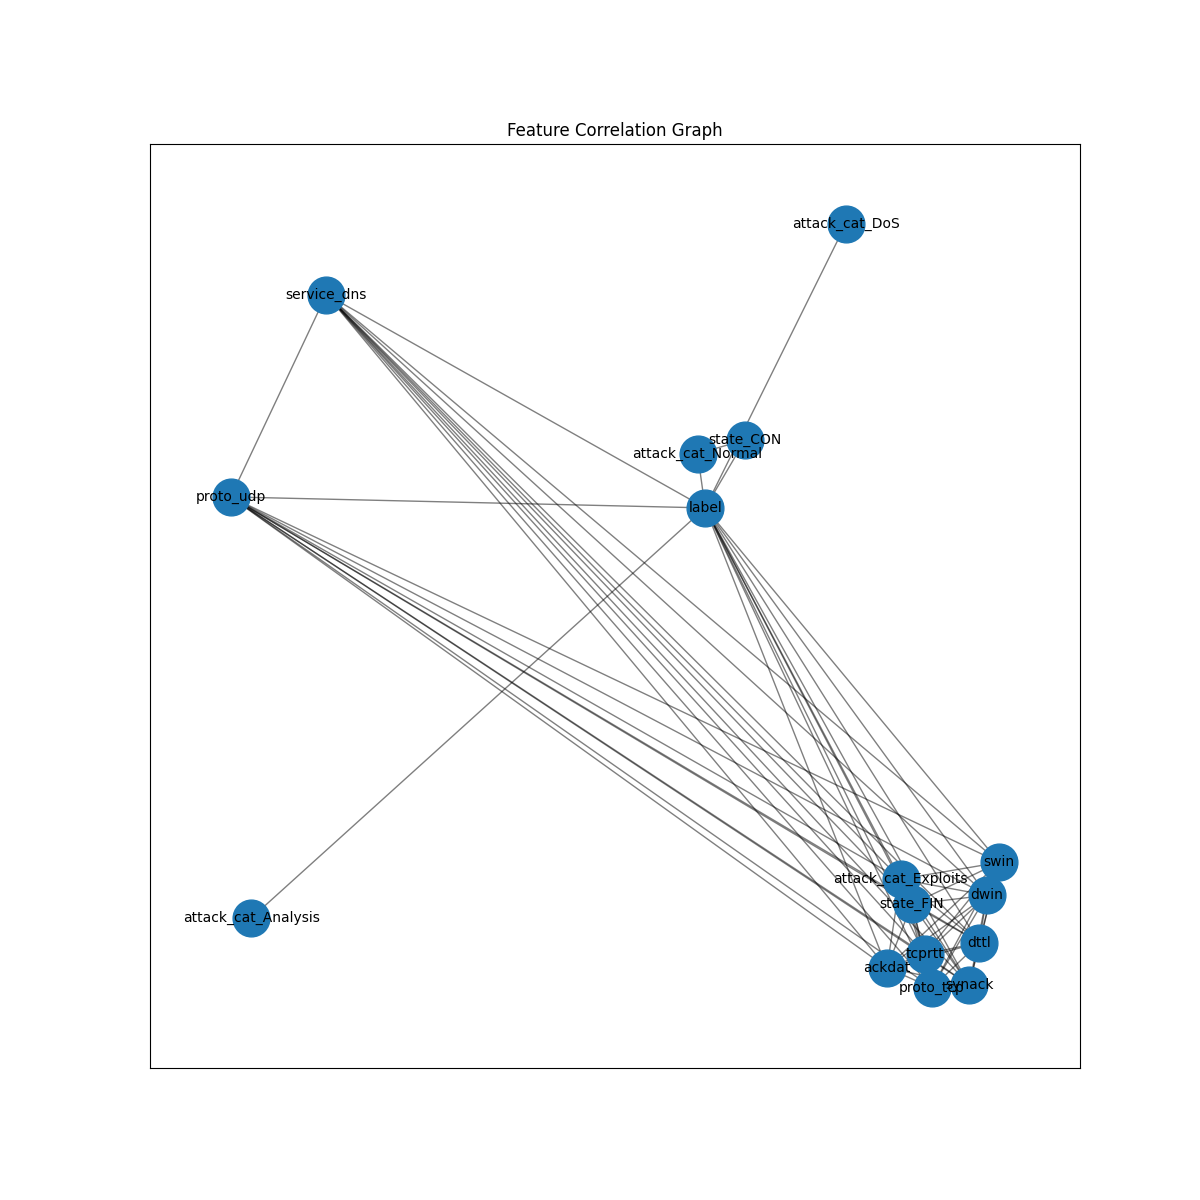 Feature Correlation Graph
attack_cat_DoS
service_dns
state_CON
attack_cat_Normal
proto_udp
label
swin
attack_cat_Exploits
dwin
state_FIN
attack_cat_Analysis
dttl
tcprtt
ackdat
synack
proto_tcp